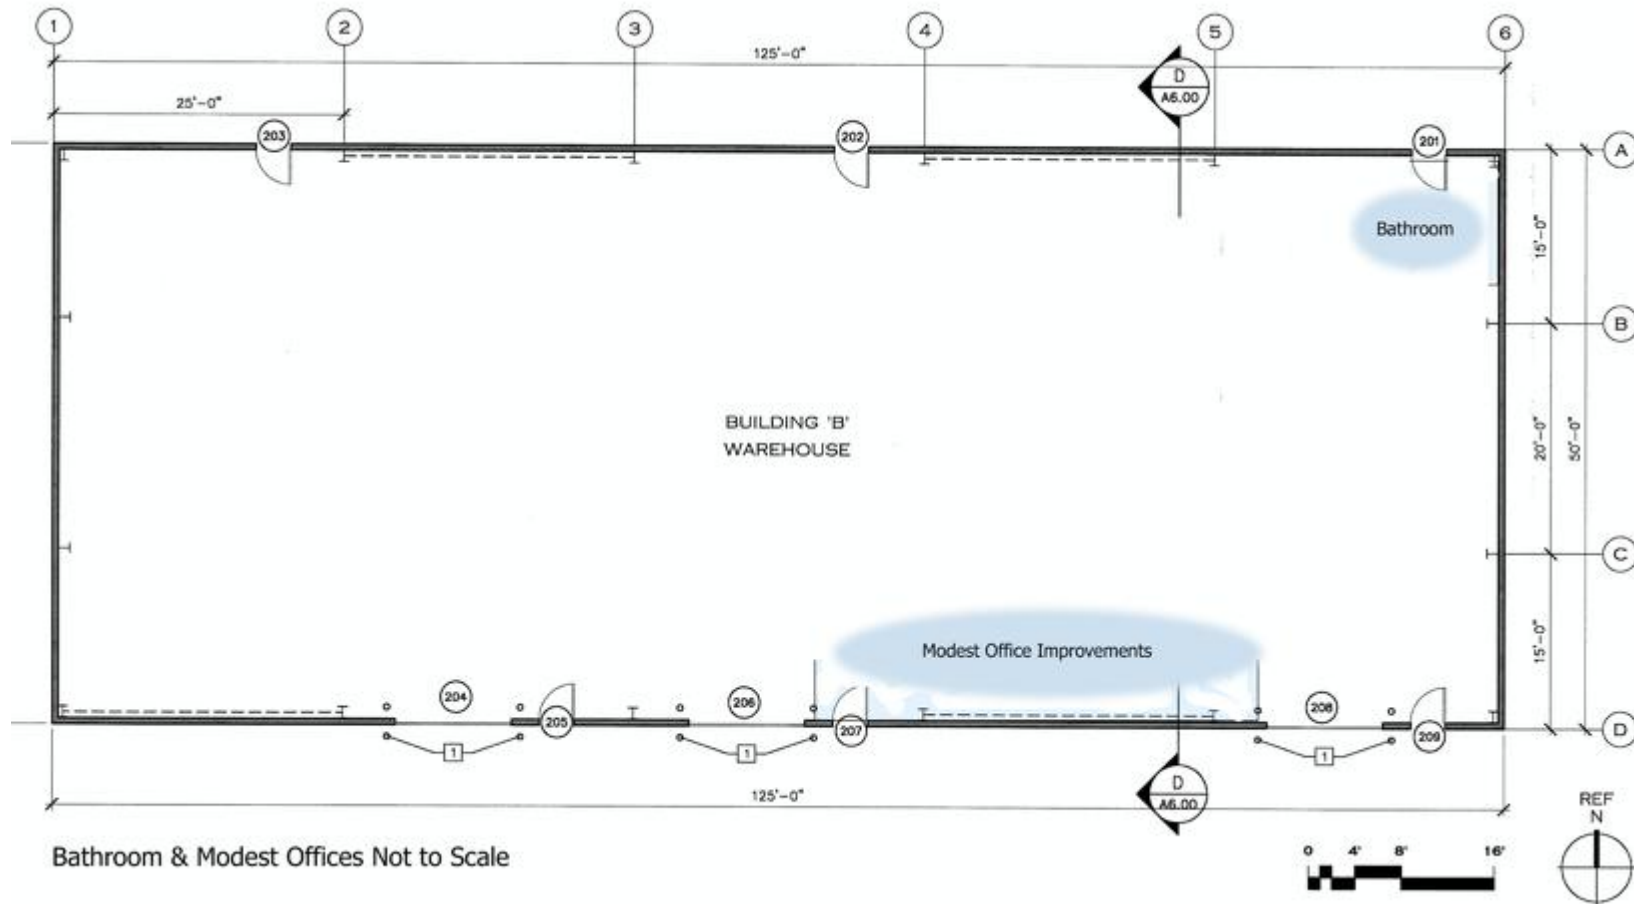 1 2 3 4 5 6
125'-0"
D
A6.00
25'-0"
203 202 201
A
Bathroom
15'-0"
B
BUILDING 'B'
WAREHOUSE
20'-0"
50'-0"
C
Modest Office Improvements
15'-0"
204 205 206 207 208 209
D
1 1 1
D
A6.00
125'-0"
REF
N
Bathroom & Modest Offices Not to Scale
0 4' 8' 16'